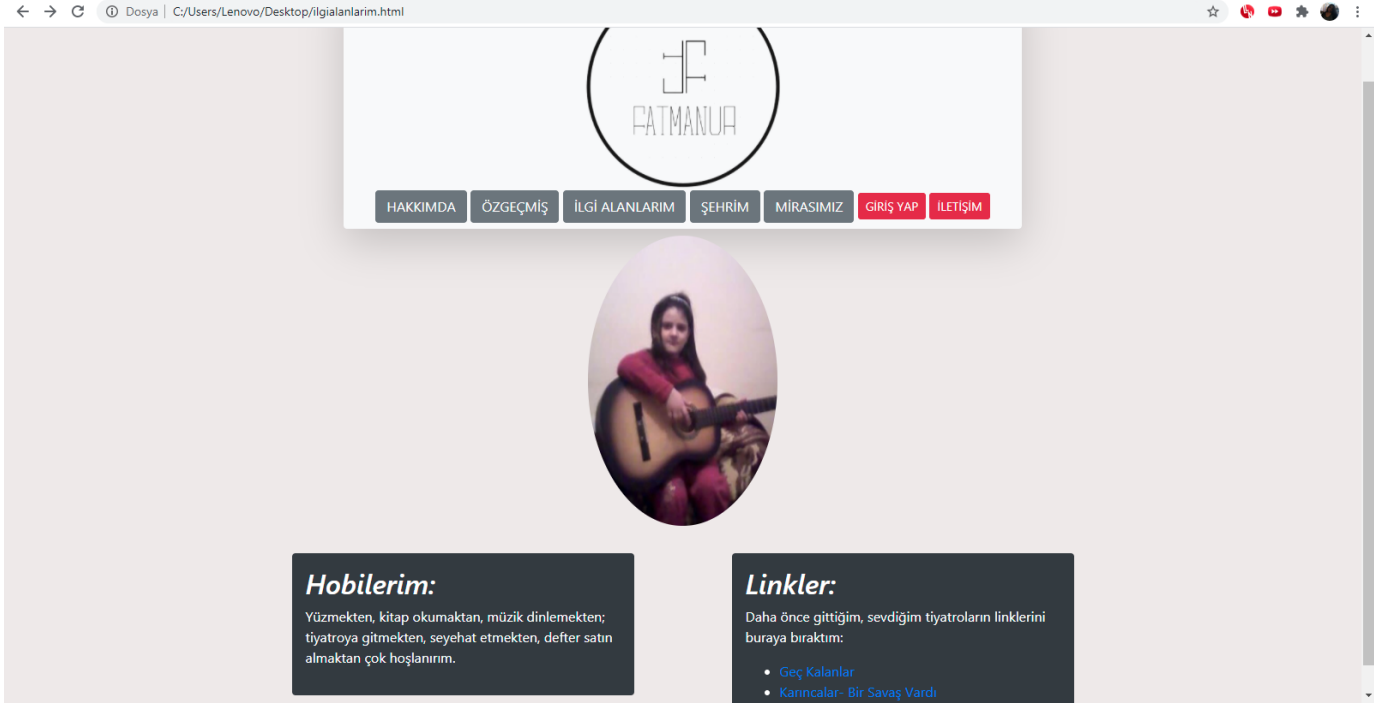 Dosya | C:/Users/Lenovo/Desktop/ilgialanlarim.html
FATMANUR
HAKKIMDA ÖZGEÇMİŞ İLGİ ALANLARIM ŞEHRİM MİRASIMIZ GİRİŞ YAP İLETİŞİM
Hobilerim:
Yüzmekten, kitap okumaktan, müzik dinlemekten;
tiyatroya gitmekten, seyehat etmekten, defter satın
almaktan çok hoşlanırım.
Linkler:
Daha önce gittiğim, sevdiğim tiyatroların linklerini
buraya bıraktım:
Geç Kalanlar
Karıncalar- Bir Savaş Vardı